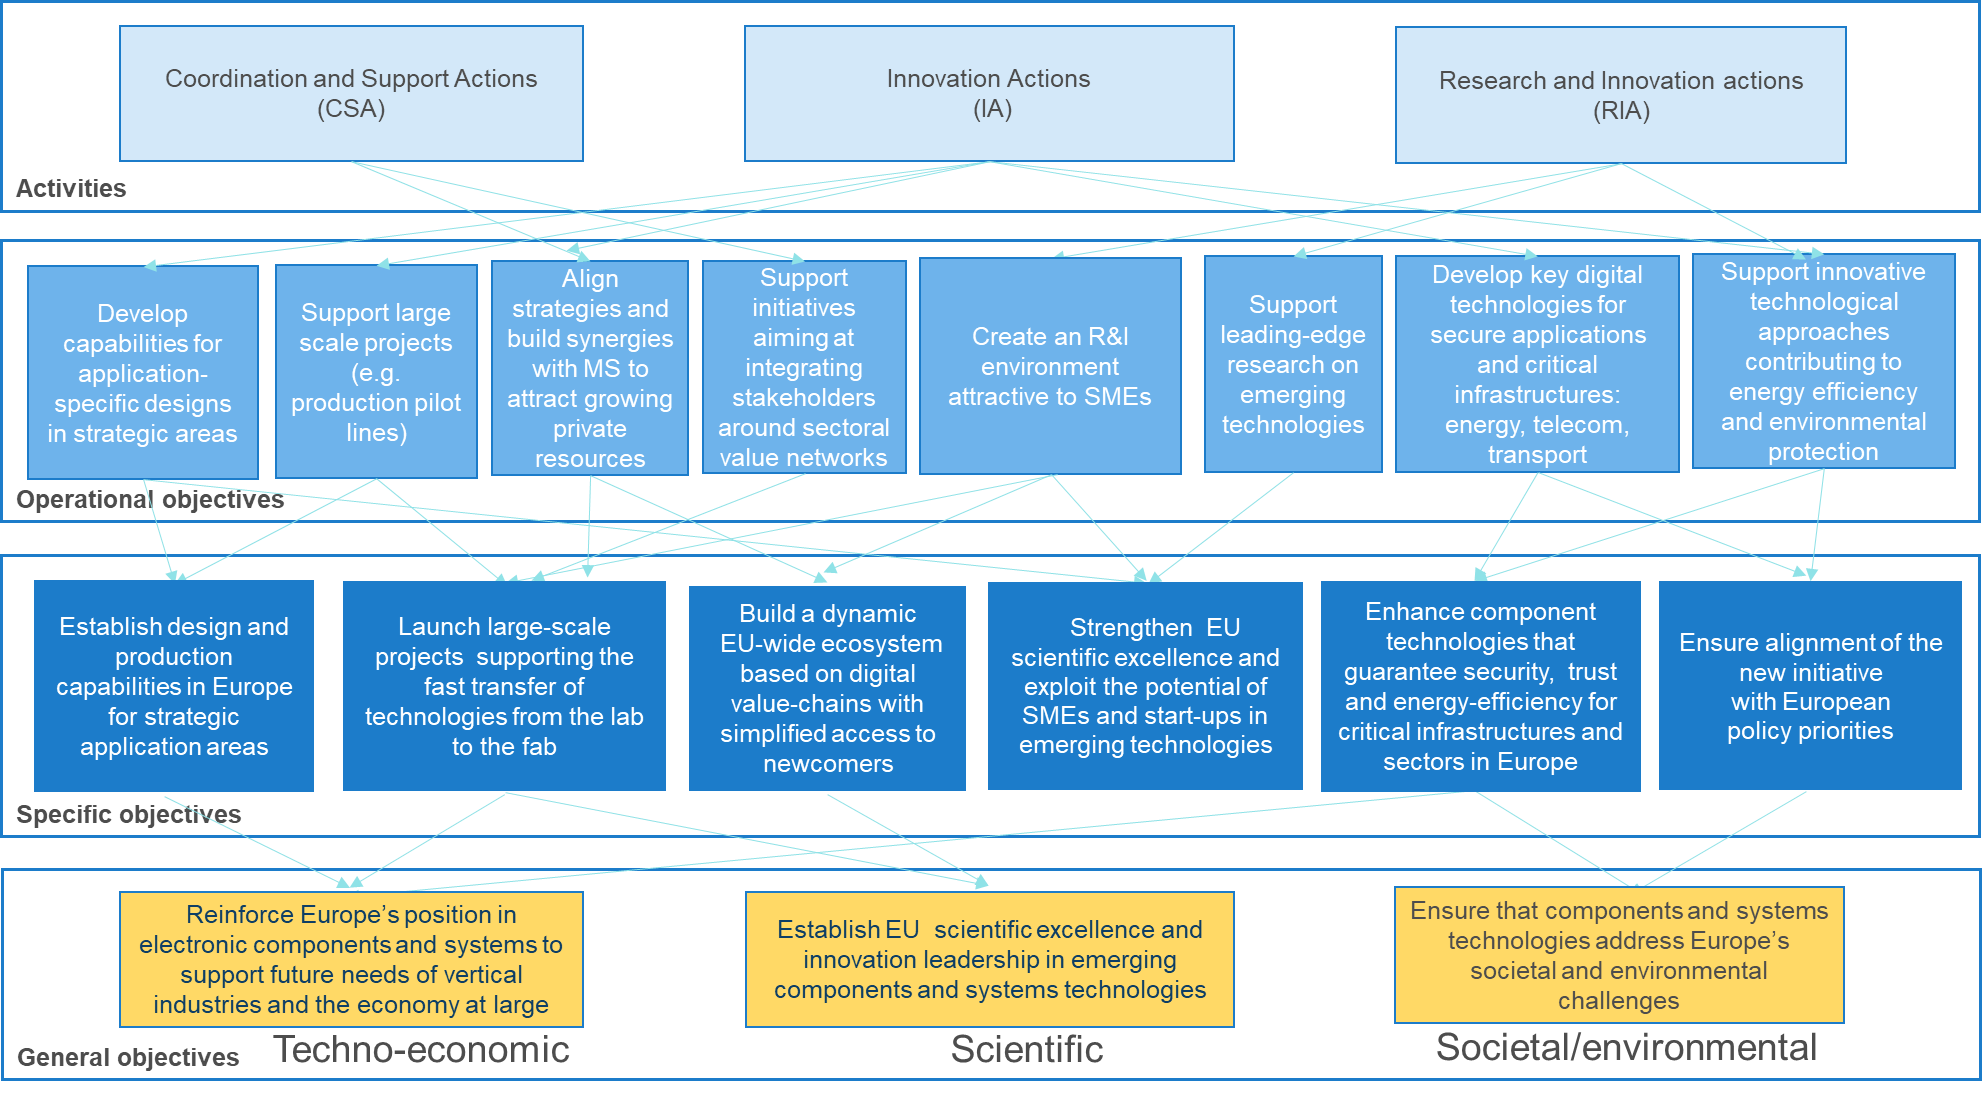 Coordination and Support Actions
(CSA)
Innovation Actions
(IA)
Research and Innovation actions
(RIA)
Activities
Develop
capabilities for
application-
specific designs
in strategic areas
Support large
scale projects
(e.g.
production pilot
lines)
Align
strategies and
build synergies
with MS to
attract growing
private
resources
Support
initiatives
aiming at
integrating
stakeholders
around sectoral
value networks
Create an R&I
environment
attractive to SMEs
Support
leading-edge
research on
emerging
technologies
Develop key digital
technologies for
secure applications
and critical
infrastructures:
energy, telecom,
transport
Support innovative
technological
approaches
contributing to
energy efficiency
and environmental
protection
Operational objectives
Establish design and
production
capabilities in Europe
for strategic
application areas
Launch large-scale
projects supporting the
fast transfer of
technologies from the lab
to the fab
Build a dynamic
EU-wide ecosystem
based on digital
value-chains with
simplified access to
newcomers
Strengthen EU
scientific excellence and
exploit the potential of
SMEs and start-ups in
emerging technologies
Enhance component
technologies that
guarantee security, trust
and energy-efficiency for
critical infrastructures and
sectors in Europe
Ensure alignment of the
new initiative
with European
policy priorities
Specific objectives
Reinforce Europe’s position in
electronic components and systems to
support future needs of vertical
industries and the economy at large
Establish EU scientific excellence and
innovation leadership in emerging
components and systems technologies
Ensure that components and systems
technologies address Europe’s
societal and environmental
challenges
General objectives
Techno-economic
Scientific
Societal/environmental